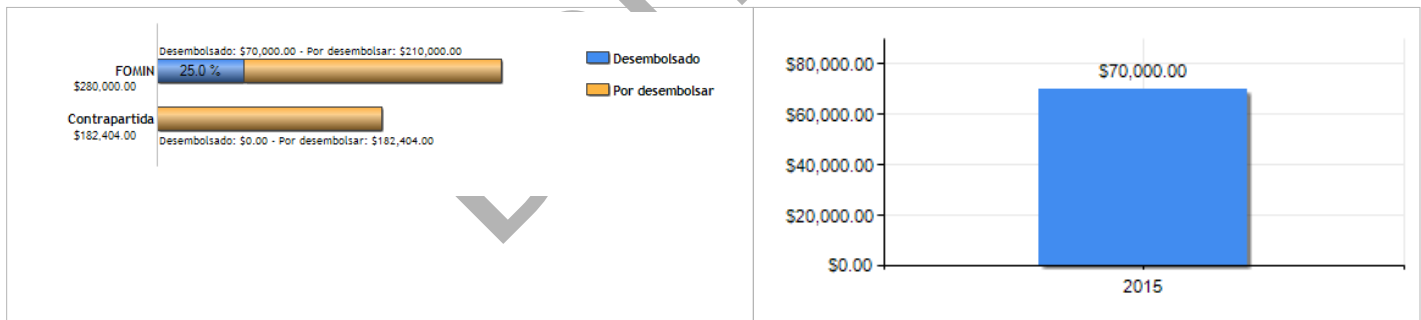 Desembolsado: $70,000.00 - Por desembolsar: $210,000.00
FOMIN
25.0 %
$280,000.00
Contrapartida
$182,404.00
Desembolsado: $0.00 - Por desembolsar: $182,404.00
Desembolsado
Por desembolsar
$80,000.00
$70,000.00
$60,000.00
$40,000.00
$20,000.00
$0.00
2015